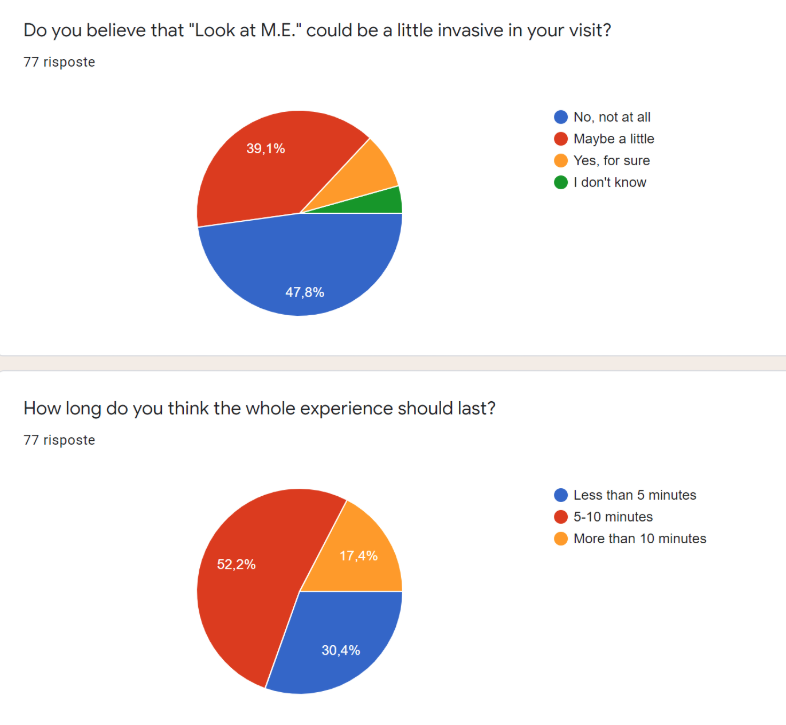 Do you believe that "Look at M.E." could be a little invasive in your visit?
77 risposte
No, not at all
Maybe a little
Yes, for sure
I don't know
39,1%
47,8%
How long do you think the whole experience should last?
77 risposte
Less than 5 minutes
5-10 minutes
More than 10 minutes
52,2%
17,4%
30,4%